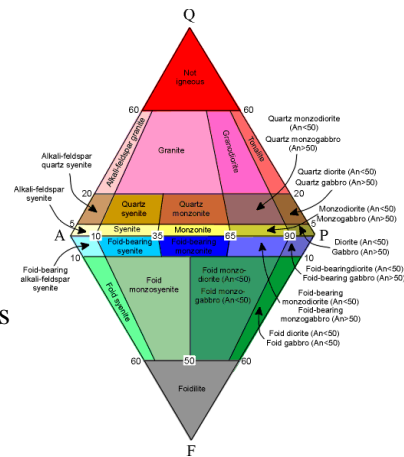 Q
Not
Igneous
60
60
Alkali-feldspar granite
Granite
Granodiorite
Tonalite
Quartz monzodiorite
(An<50)
Quartz monzogabbro
(An>50)
Alkali-feldspar
quartz syenite
20
20
Quartz
syenite
Quartz
monzonite
Quartz diorite (An<50)
Quartz gabbro (An>50)
Alkali-feldspar
syenite
Monzodiorite (An<50)
Monzogabbro (An>50)
5
5
Syenite
Monzonite
A
10
35
65
90
P
Diorite (An<50)
Gabbro (An>50)
Foid-bearing
syenite
Foid-bearing
monzonite
10
10
Foid-bearing
alkali-feldspar
syenite
Foid-bearingdiorite (An<50)
Foid-bearing gabbro (An>50)
Foid
monzosyenite
Foid monzo-
diorite (An<50)
Foid monzo-
gabbro (An<50)
Foid-bearing
monzodiorite (An<50)
Foid-bearing
monzogabbro (An>50)
Foid syenite
Foid diorite (An<50)
Foid gabbro (An<50)
S
60
50
60
Foidilite
F